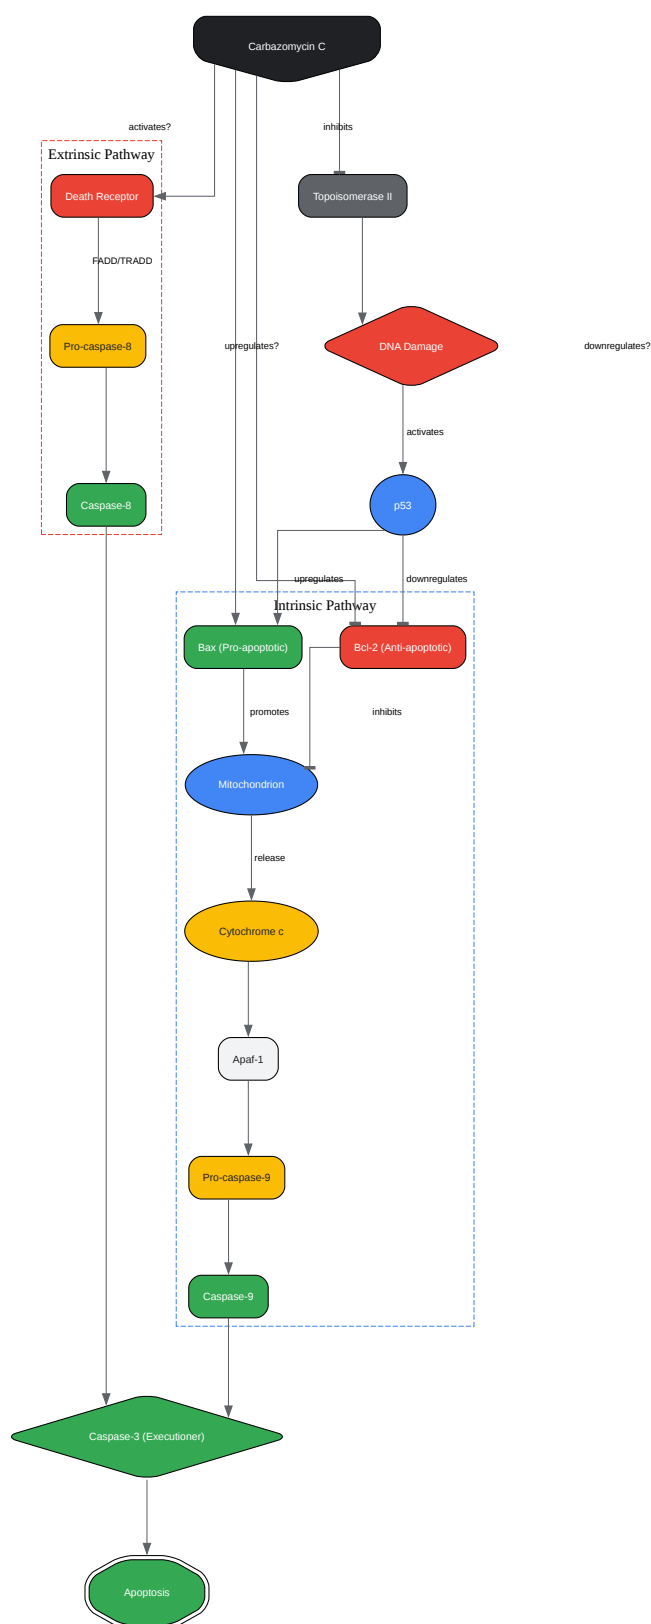 Carbazomycin C
activates?
inhibits
Extrinsic Pathway
Death Receptor
Topoisomerase II
FADD/TRADD
Pro-caspase-8
upregulates?
DNA Damage
downregulates?
activates
Caspase-8
p53
upregulates
downregulates
Intrinsic Pathway
Bax (Pro-apoptotic)
Bcl-2 (Anti-apoptotic)
promotes
inhibits
Mitochondrion
release
Cytochrome c
Apaf-1
Pro-caspase-9
Caspase-9
Caspase-3 (Executioner)
Apoptosis